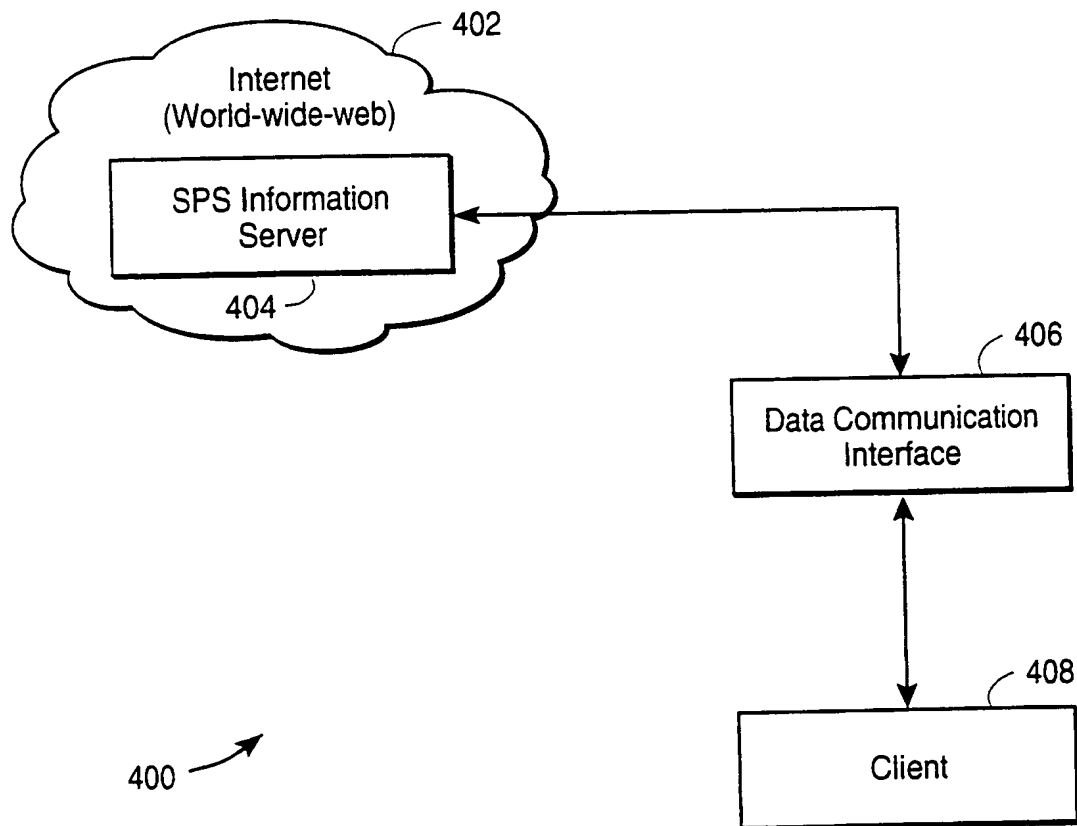 402
Internet
(World-wide-web)
SPS Information
Server
404
406
Data Communication
Interface
408
Client
400